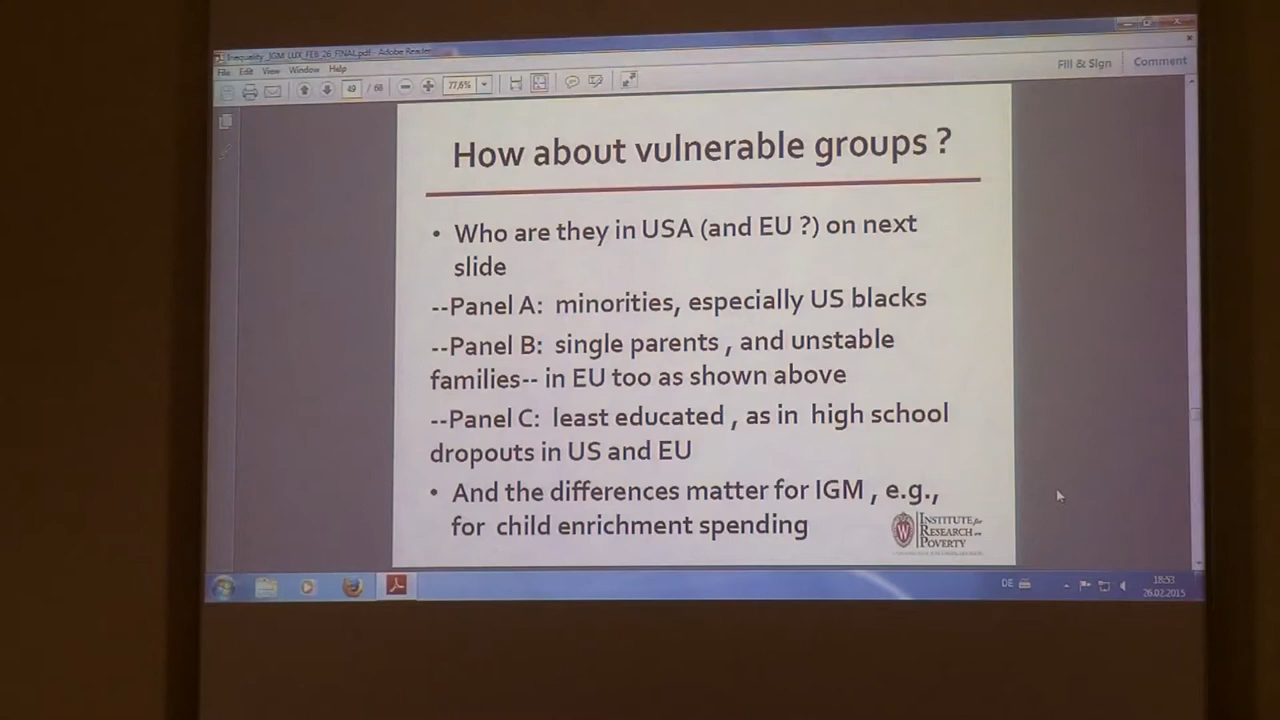 Inequality_IGM_LUX_FEB_26_FINAL.pdf - Adobe Reader
File Edit View Window Help
49 / 68 77,6% Fill & Sign Comment
How about vulnerable groups ?
• Who are they in USA (and EU ?) on next
slide
--Panel A: minorities, especially US blacks
--Panel B: single parents , and unstable
families-- in EU too as shown above
--Panel C: least educated , as in high school
dropouts in US and EU
• And the differences matter for IGM , e.g.,
for child enrichment spending
INSTITUTE for
RESEARCH on
POVERTY
DE
18:53
26.02.2015